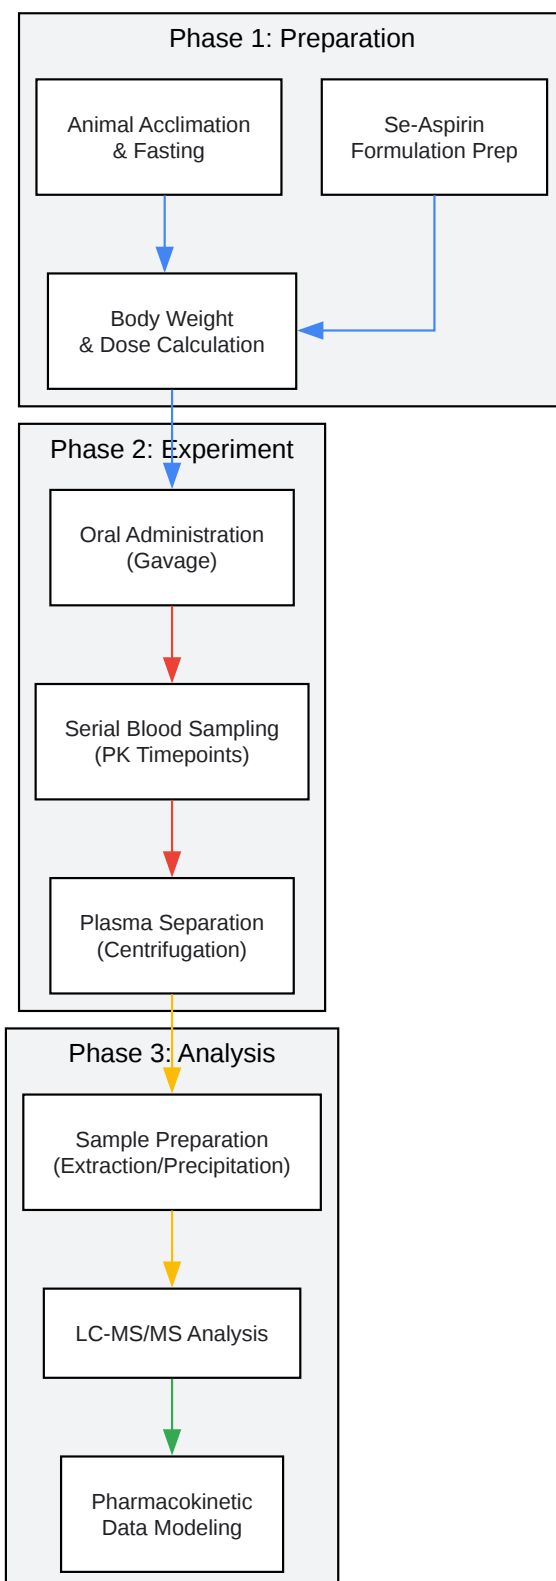 Phase 1: Preparation
Animal Acclimation
& Fasting
Se-Aspirin
Formulation Prep
Body Weight
& Dose Calculation
Phase 2: Experiment
Oral Administration
(Gavage)
Serial Blood Sampling
(PK Timepoints)
Plasma Separation
(Centrifugation)
Phase 3: Analysis
Sample Preparation
(Extraction/Precipitation)
LC-MS/MS Analysis
Pharmacokinetic
Data Modeling